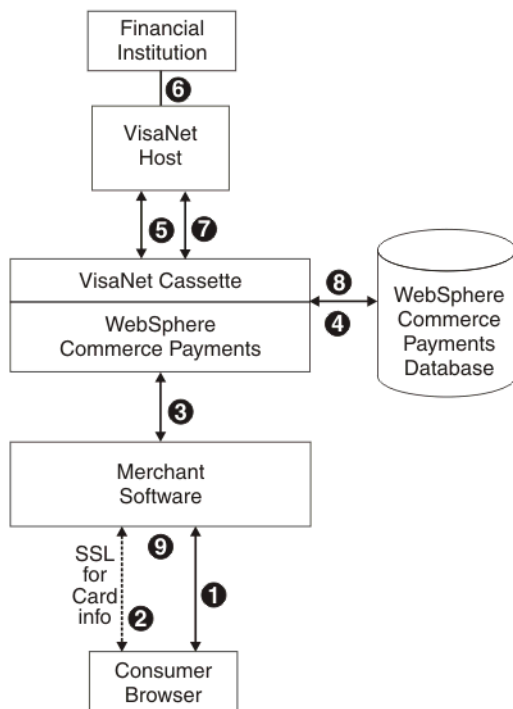 Financial
Institution
6
VisaNet
Host
5
7
VisaNet Cassette
WebSphere
Commerce Payments
8
4
WebSphere
Commerce
Payments
Database
3
Merchant
Software
9
SSL
for
Card
info
2
1
Consumer
Browser